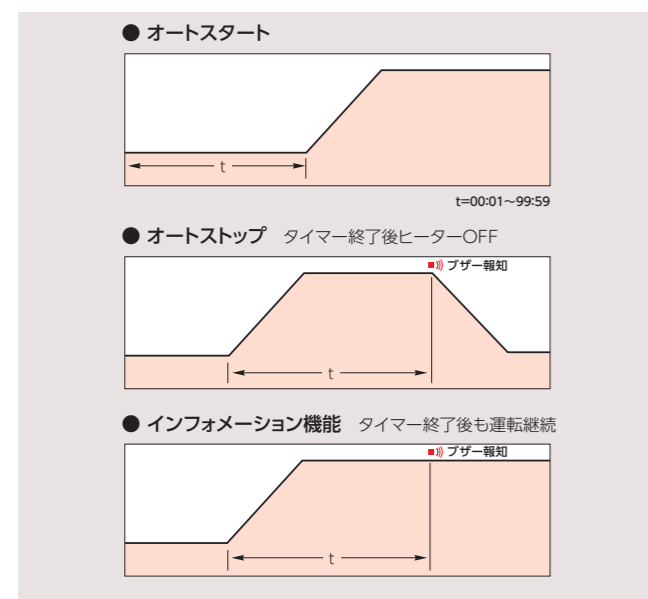 ● オートスタート
t
t=00:01～99:59
● オートストップ タイマー終了後ヒーターOFF
ブザー報知
t
● インフォメーション機能 タイマー終了後も運転継続
ブザー報知
t